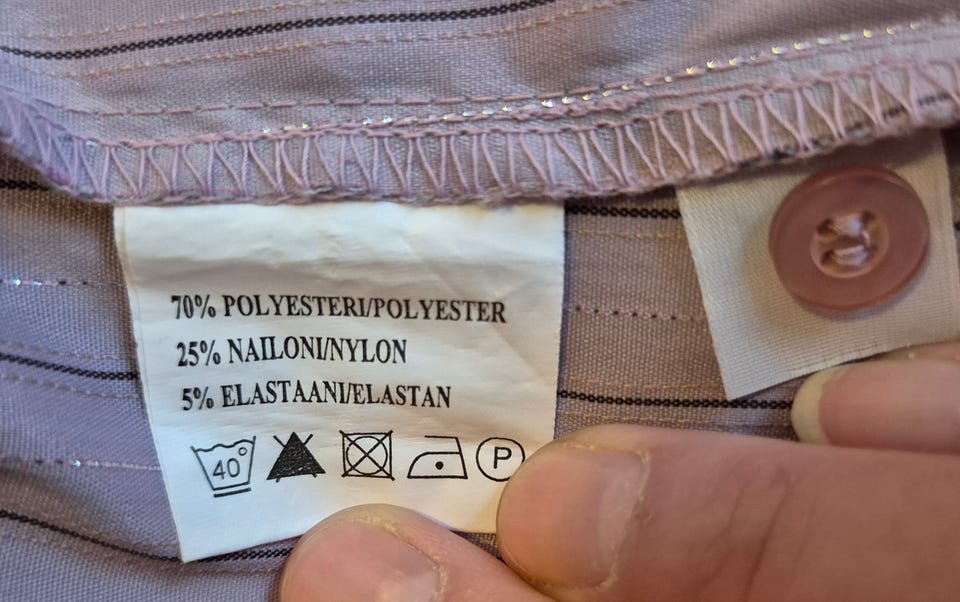 70% POLYESTERI/POLYESTER
25% NAILONI/NYLON
5% ELASTAANI/ELASTAN
40° P